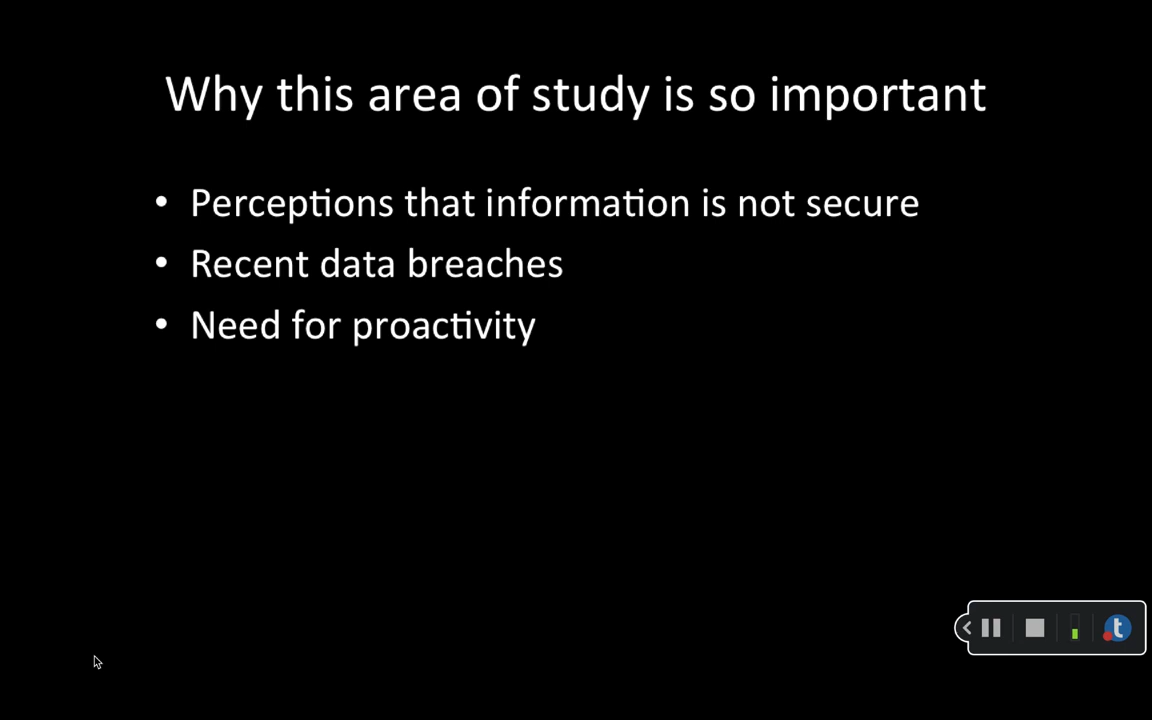 Why this area of study is so important
• Perceptions that information is not secure
• Recent data breaches
• Need for proactivity
t